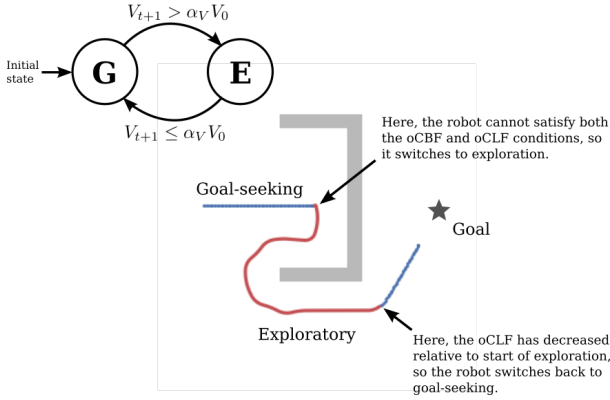 V_{t+1} > α_V V_0
Initial
state
G
E
V_{t+1} ≤ α_V V_0
Here, the robot cannot satisfy both
the oCBF and oCLF conditions, so
it switches to exploration.
Goal-seeking
Goal
Exploratory
Here, the oCLF has decreased
relative to start of exploration,
so the robot switches back to
goal-seeking.